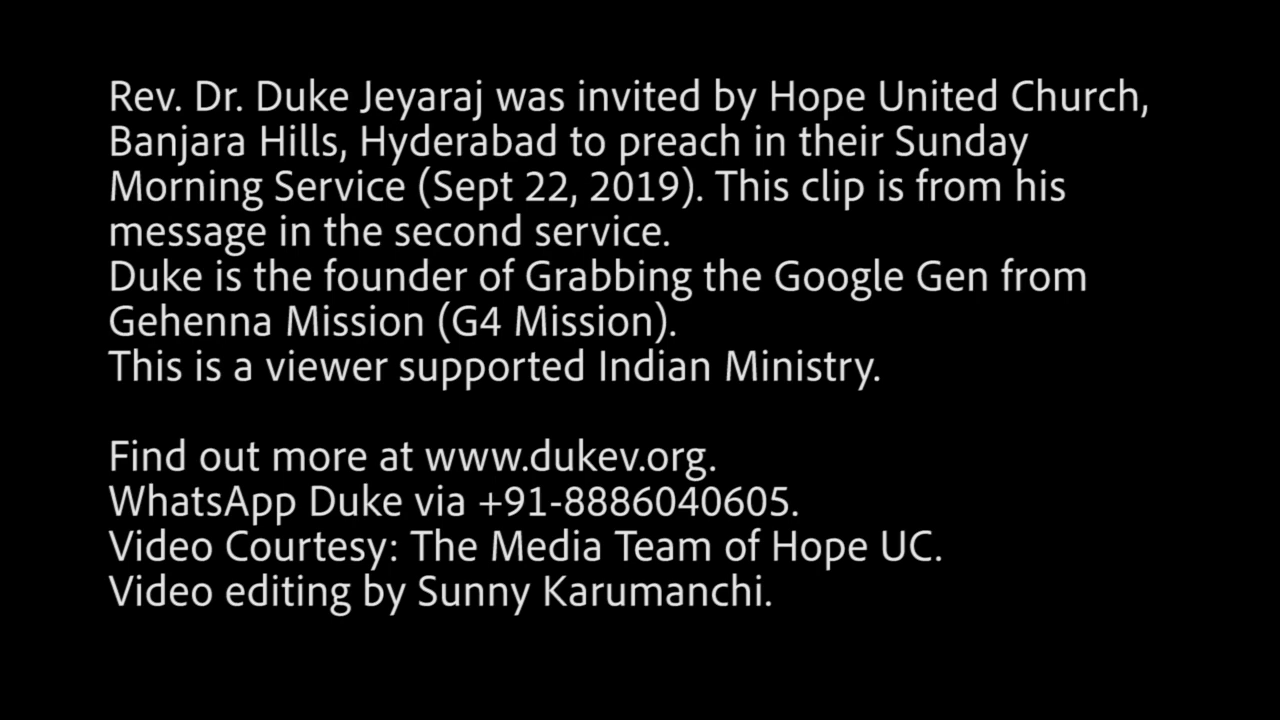 Rev. Dr. Duke Jeyaraj was invited by Hope United Church,
Banjara Hills, Hyderabad to preach in their Sunday
Morning Service (Sept 22, 2019). This clip is from his
message in the second service.
Duke is the founder of Grabbing the Google Gen from
Gehenna Mission (G4 Mission).
This is a viewer supported Indian Ministry.
Find out more at www.dukev.org.
WhatsApp Duke via +91-8886040605.
Video Courtesy: The Media Team of Hope UC.
Video editing by Sunny Karumanchi.